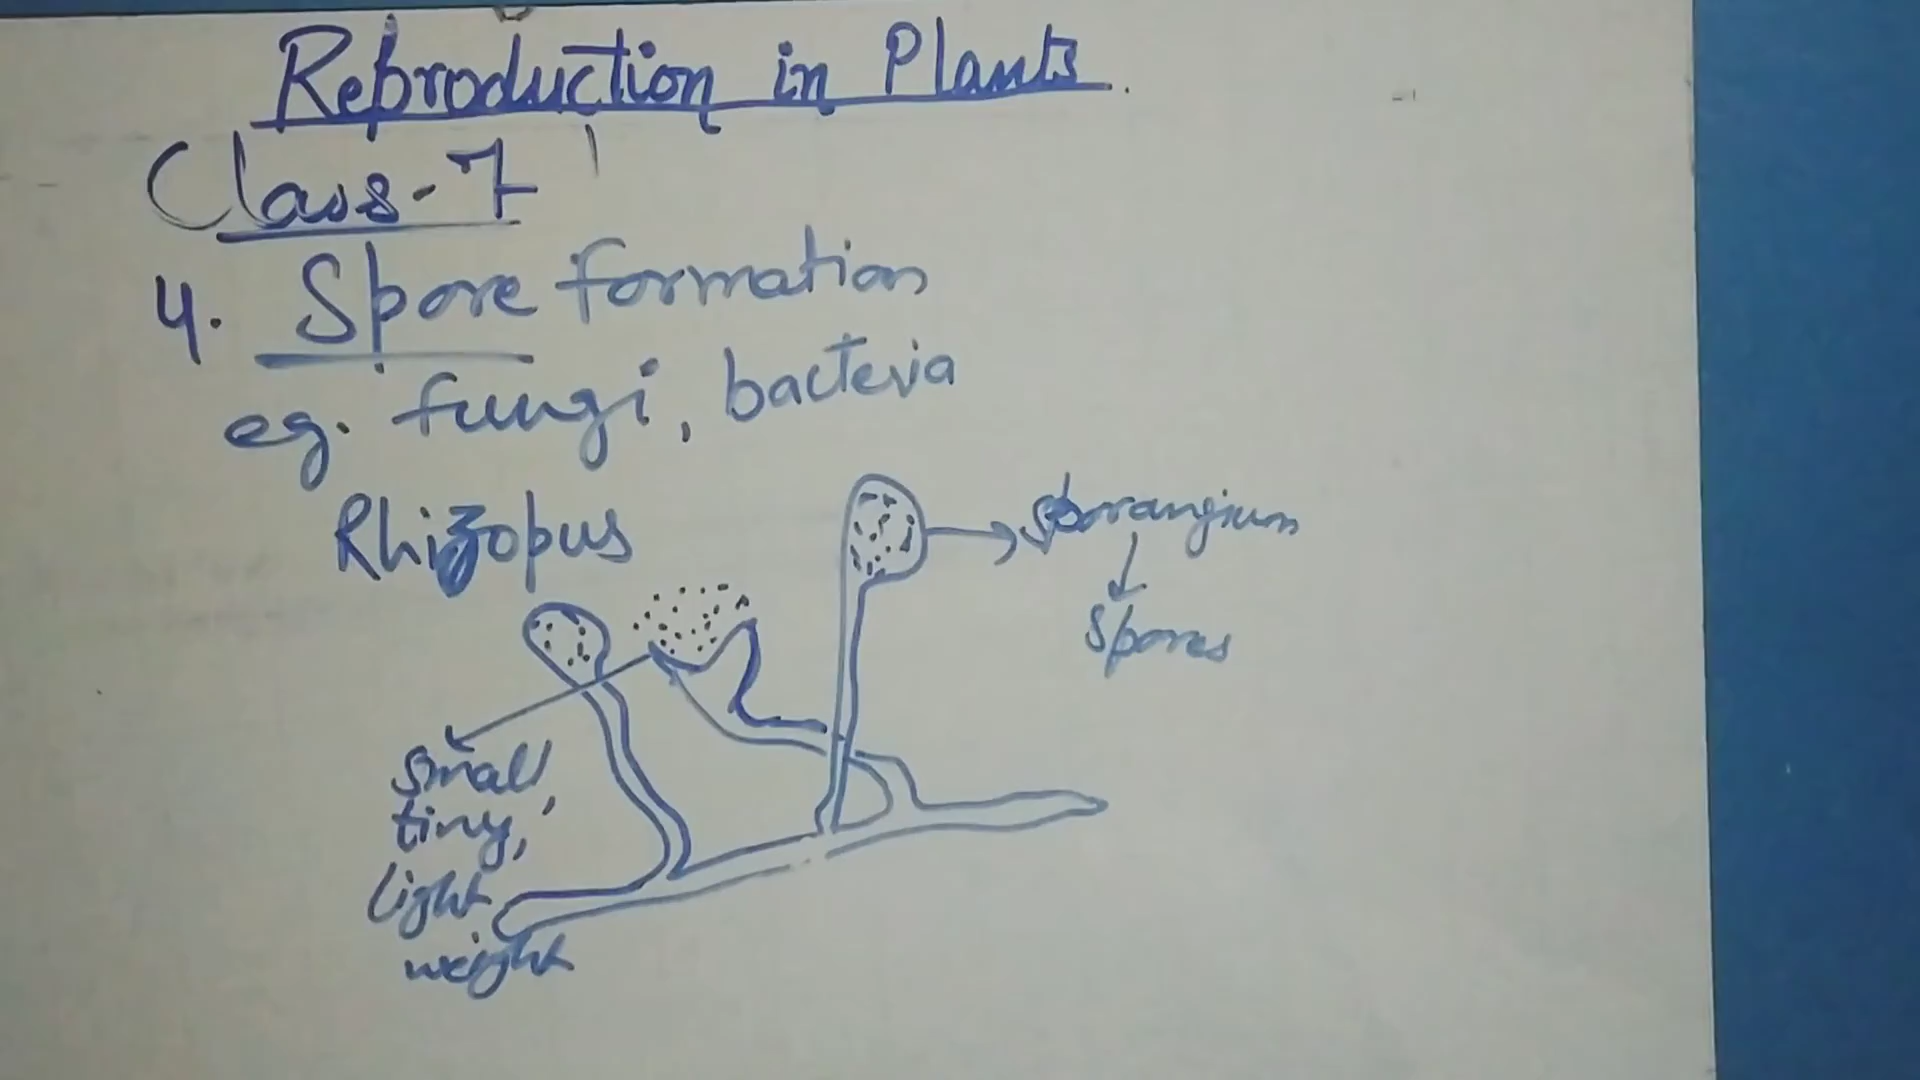 Reproduction in Plants.
Class-7
4. Spore formation
eg. fungi, bacteria
Rhizopus
Sporangium
Spores
Small,
tiny,
light
weight